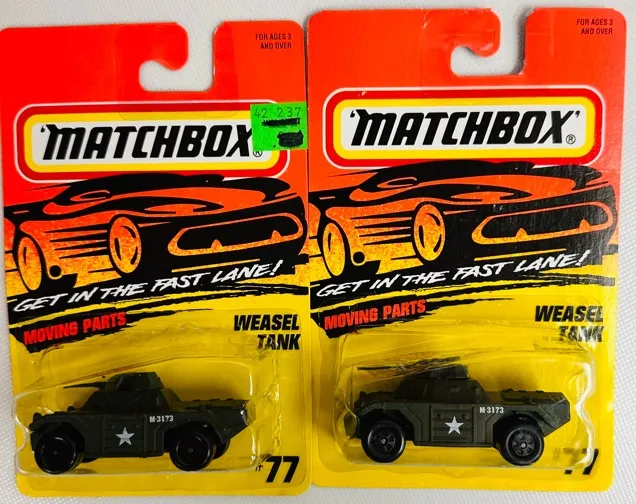 FOR AGES 3
AND OVER
42 237
'MATCHBOX
®
GET IN THE FAST LANE!
MOVING PARTS
WEASEL
TANK
M-3173
#77
FOR AGES 3
AND OVER
'MATCHBOX'®
GET IN THE FAST LANE!
MOVING PARTS
WEASEL
TANK
M-3173
#77